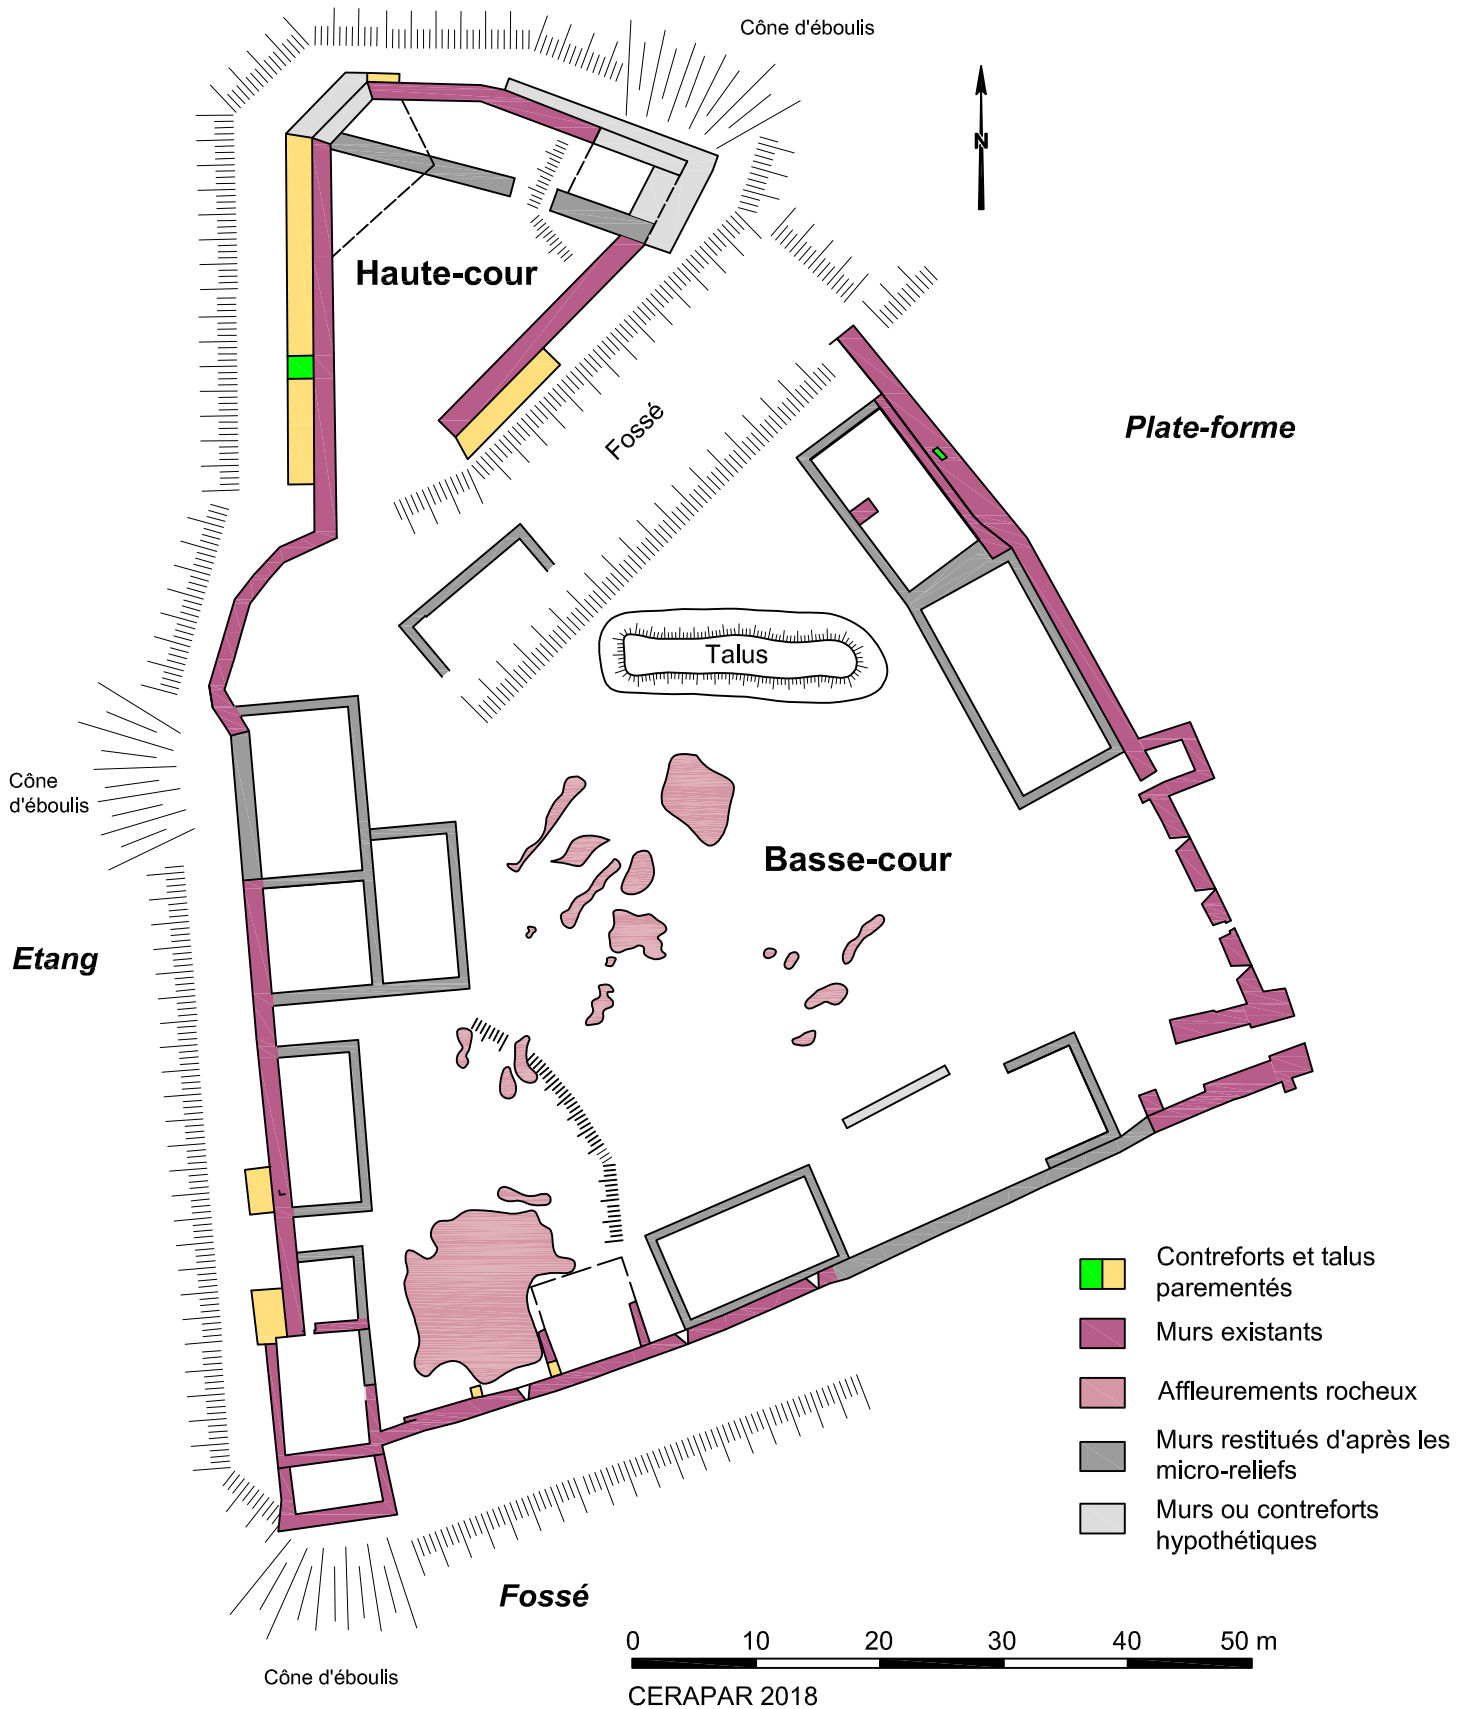 Cône d'éboulis
N
Haute-cour
Fossé
Plate-forme
Talus
Cône
d'éboulis
Basse-cour
Etang
Contreforts et talus
parementés
Murs existants
Affleurements rocheux
Murs restitués d'après les
micro-reliefs
Murs ou contreforts
hypothétiques
Fossé
0 10 20 30 40 50 m
Cône d'éboulis
CERAPAR 2018